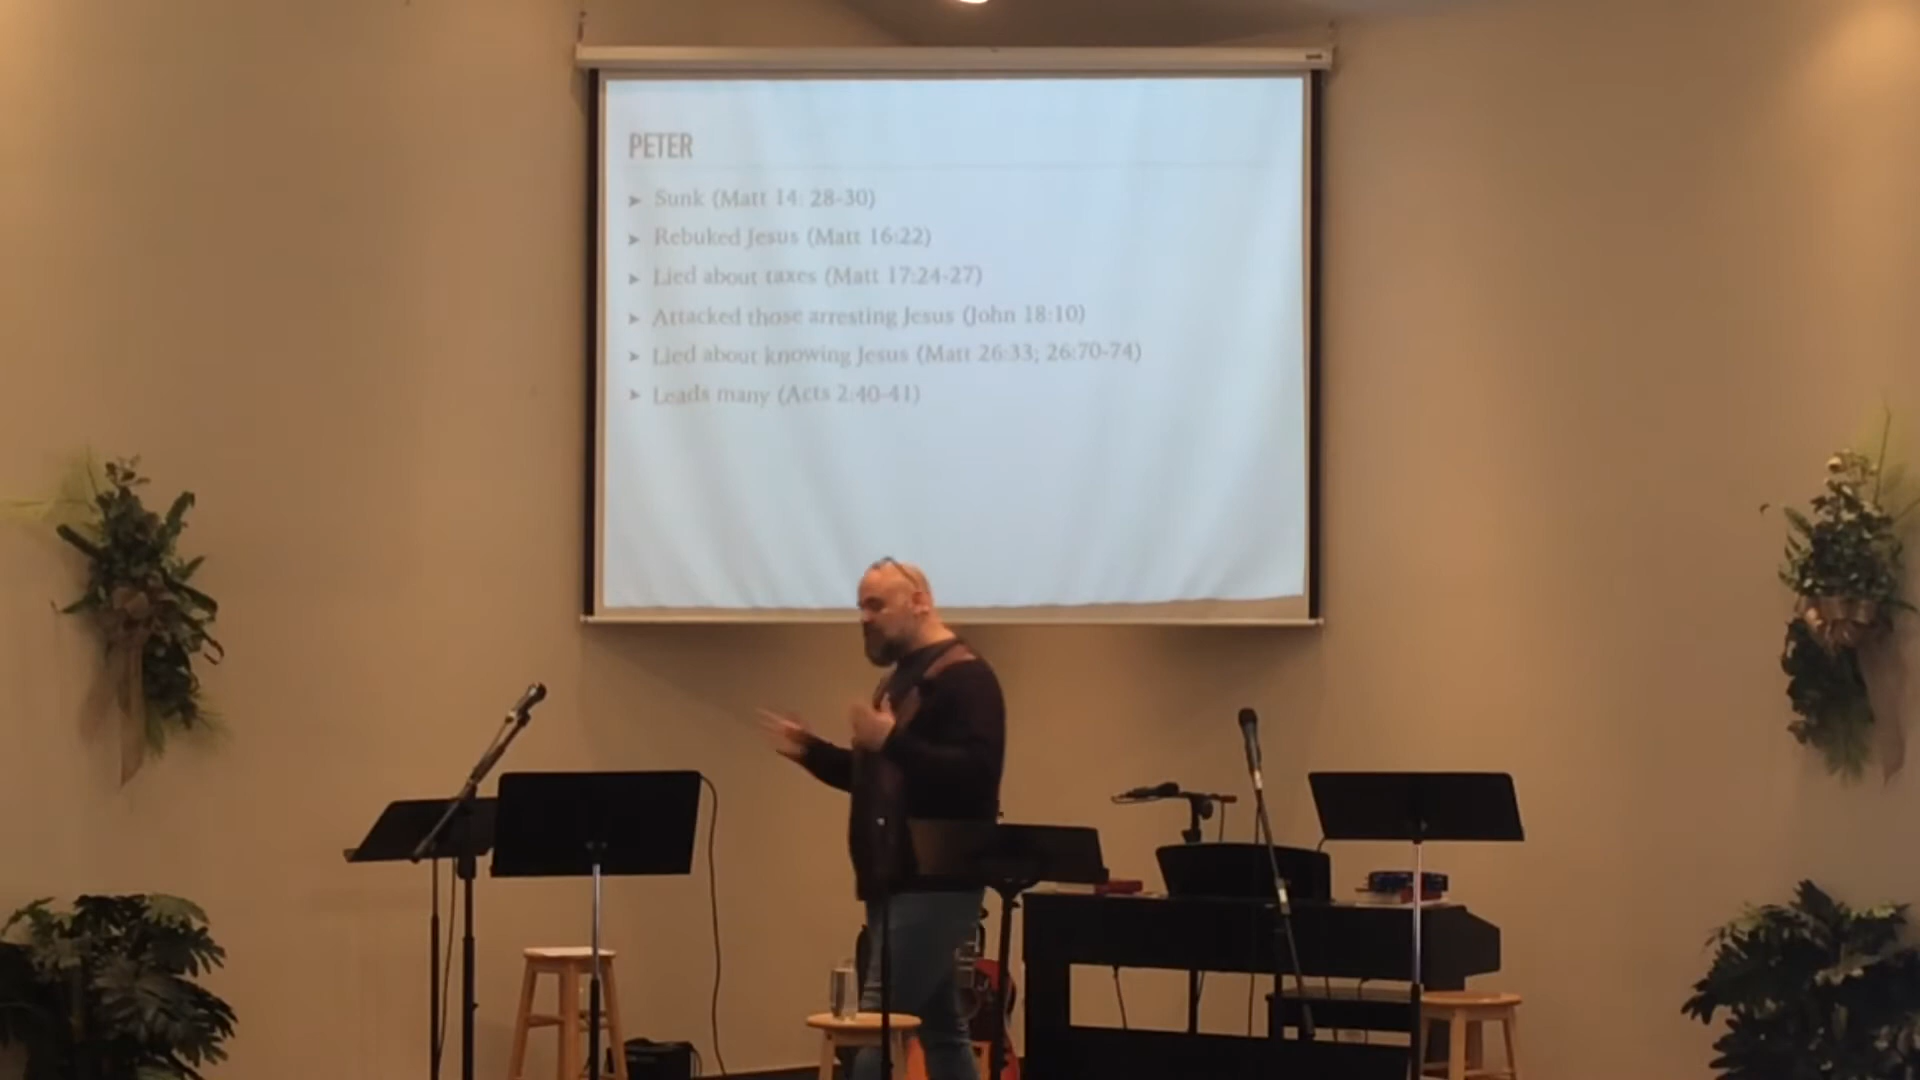 PETER
➤ Sunk (Matt 14: 28-30)
➤ Rebuked Jesus (Matt 16:22)
➤ Lied about taxes (Matt 17:24-27)
➤ Attacked those arresting Jesus (John 18:10)
➤ Lied about knowing Jesus (Matt 26:33; 26:70-74)
➤ Leads many (Acts 2:40-41)